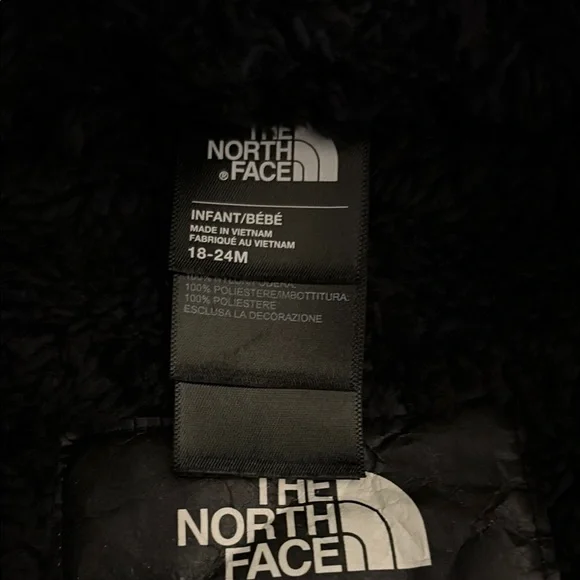 THE
NORTH
®FACE
INFANT/BÉBÉ
MADE IN VIETNAM
FABRIQUÉ AU VIETNAM
18-24M
100% POLIESTERE/IMBOTTITURA:
100% POLIESTERE
ESCLUSA LA DECORAZIONE
THE
NORTH
FACE